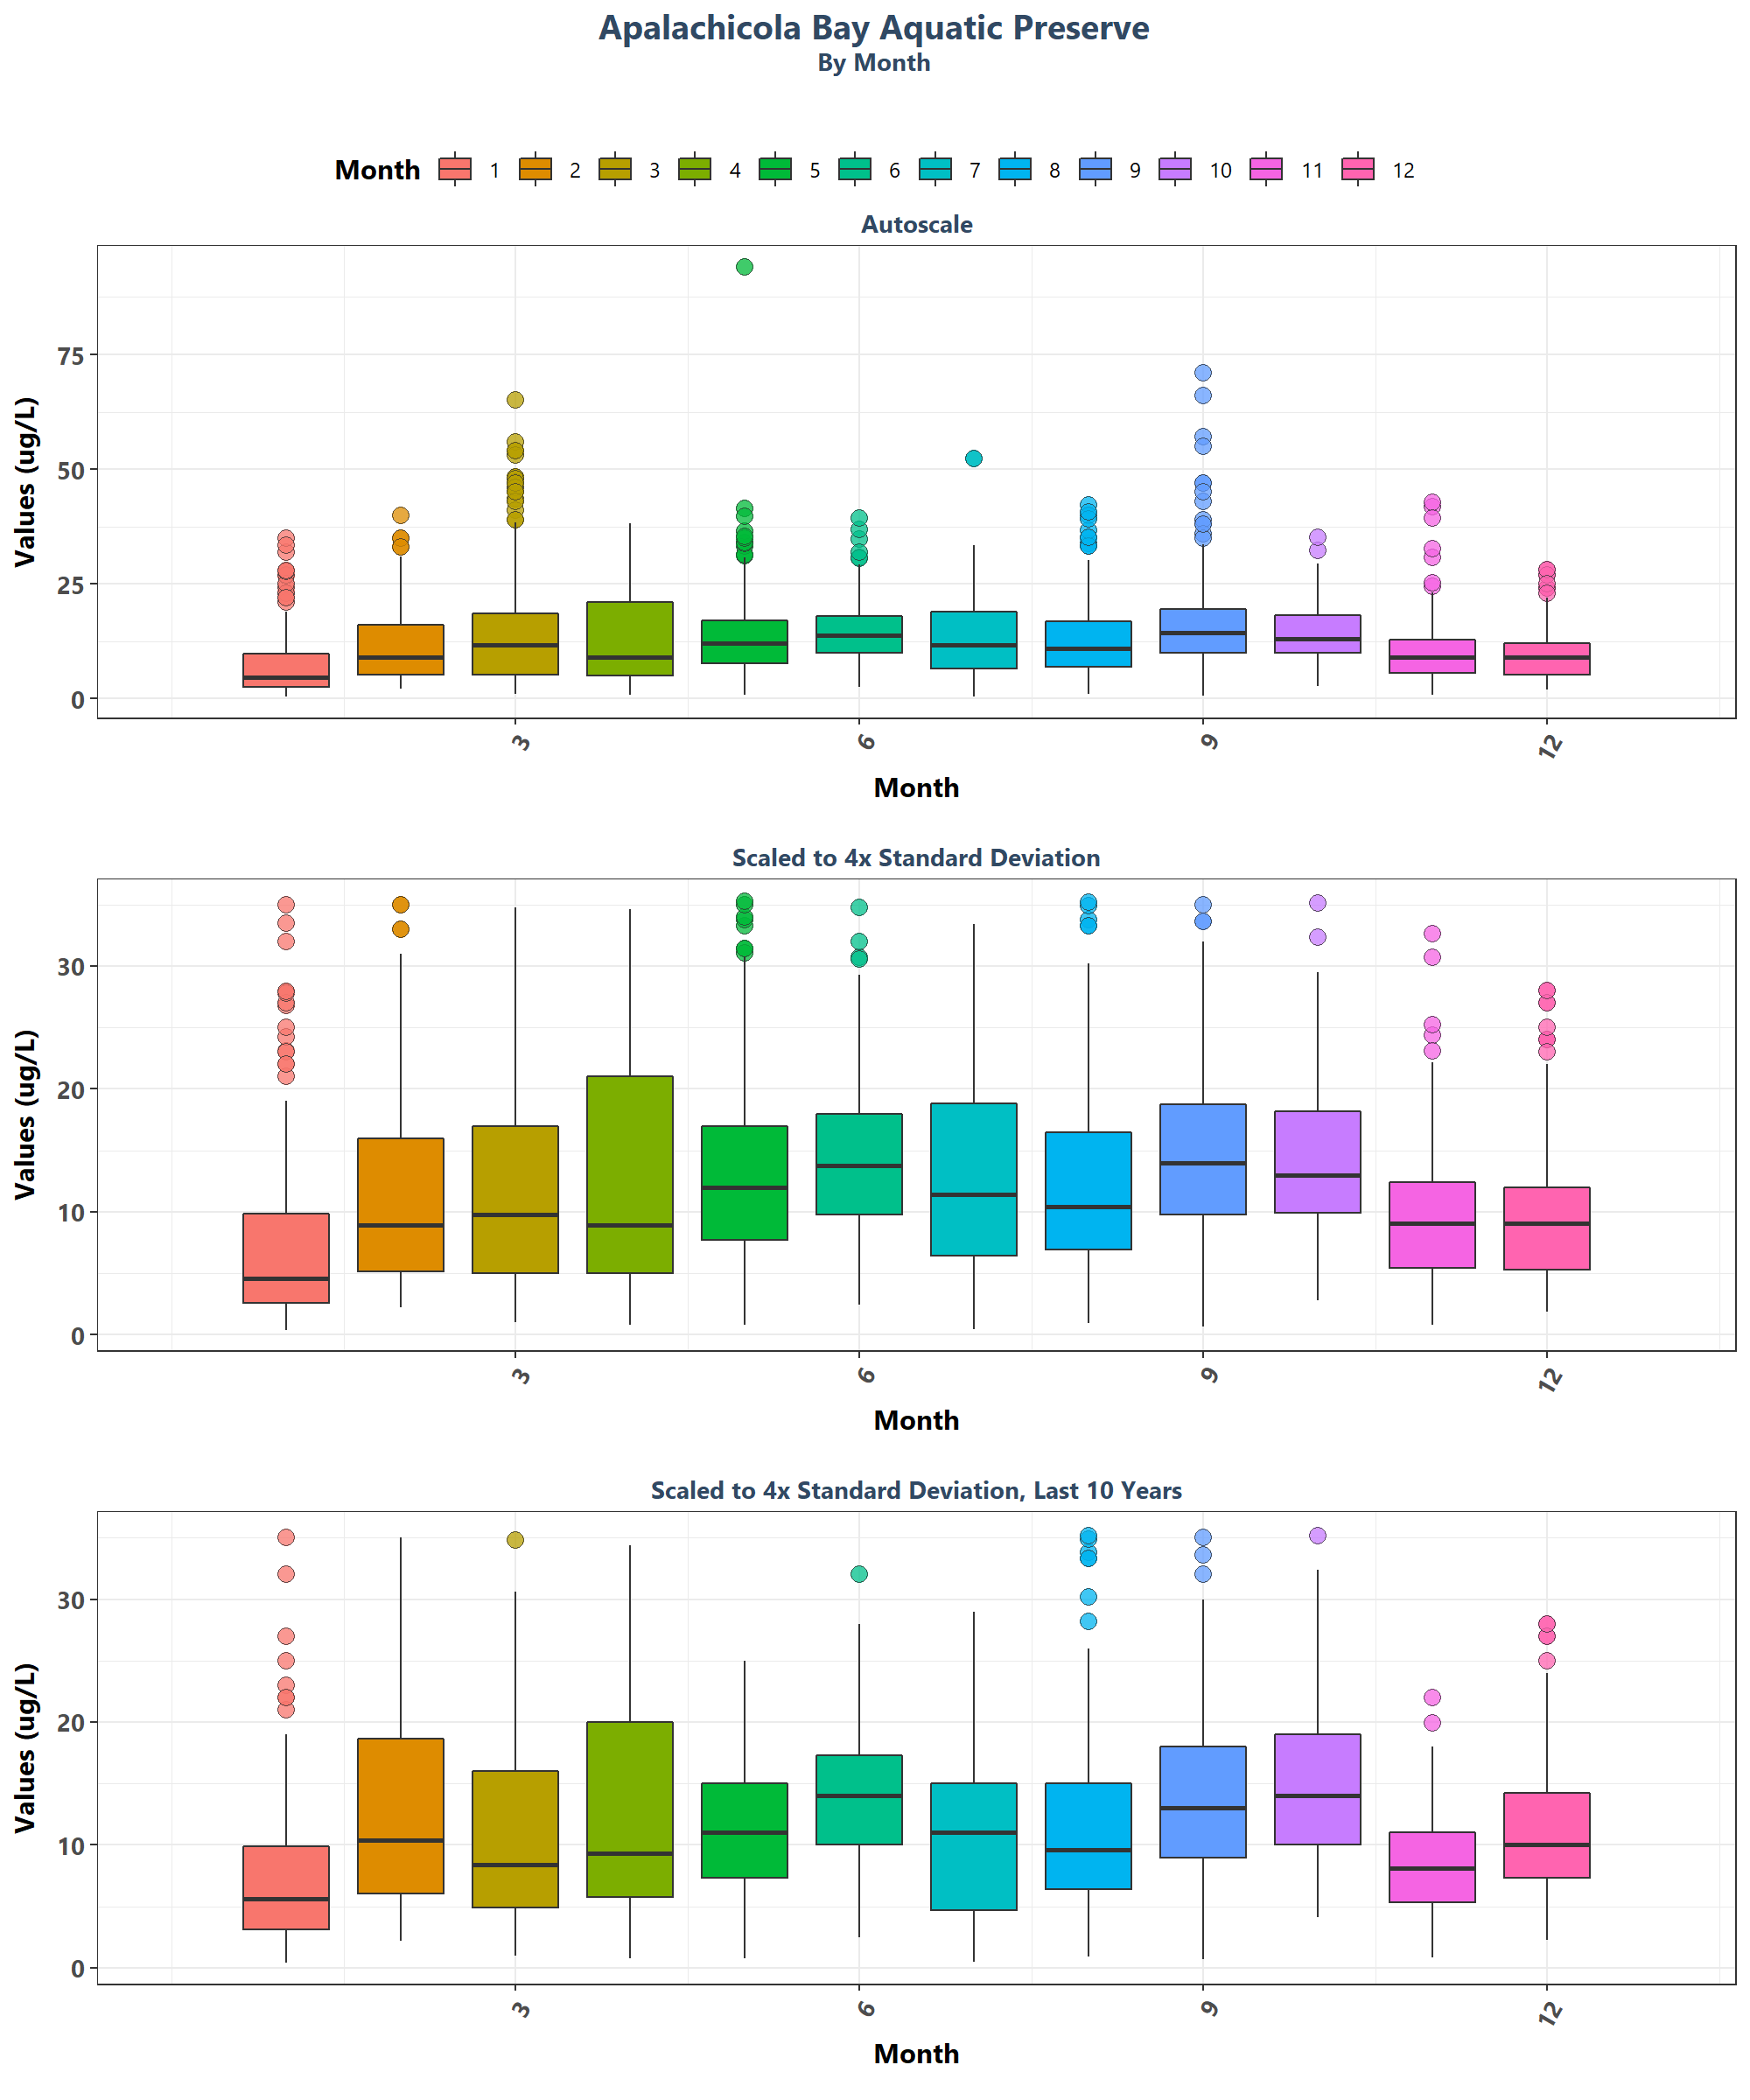 Apalachicola Bay Aquatic Preserve
By Month
Month 1 2 3 4 5 6 7 8 9 10 11 12
Autoscale
Values (ug/L)
75
50
25
0
3 6 9 12
Month
Scaled to 4x Standard Deviation
Values (ug/L)
30
20
10
0
3 6 9 12
Month
Scaled to 4x Standard Deviation, Last 10 Years
Values (ug/L)
30
20
10
0
3 6 9 12
Month